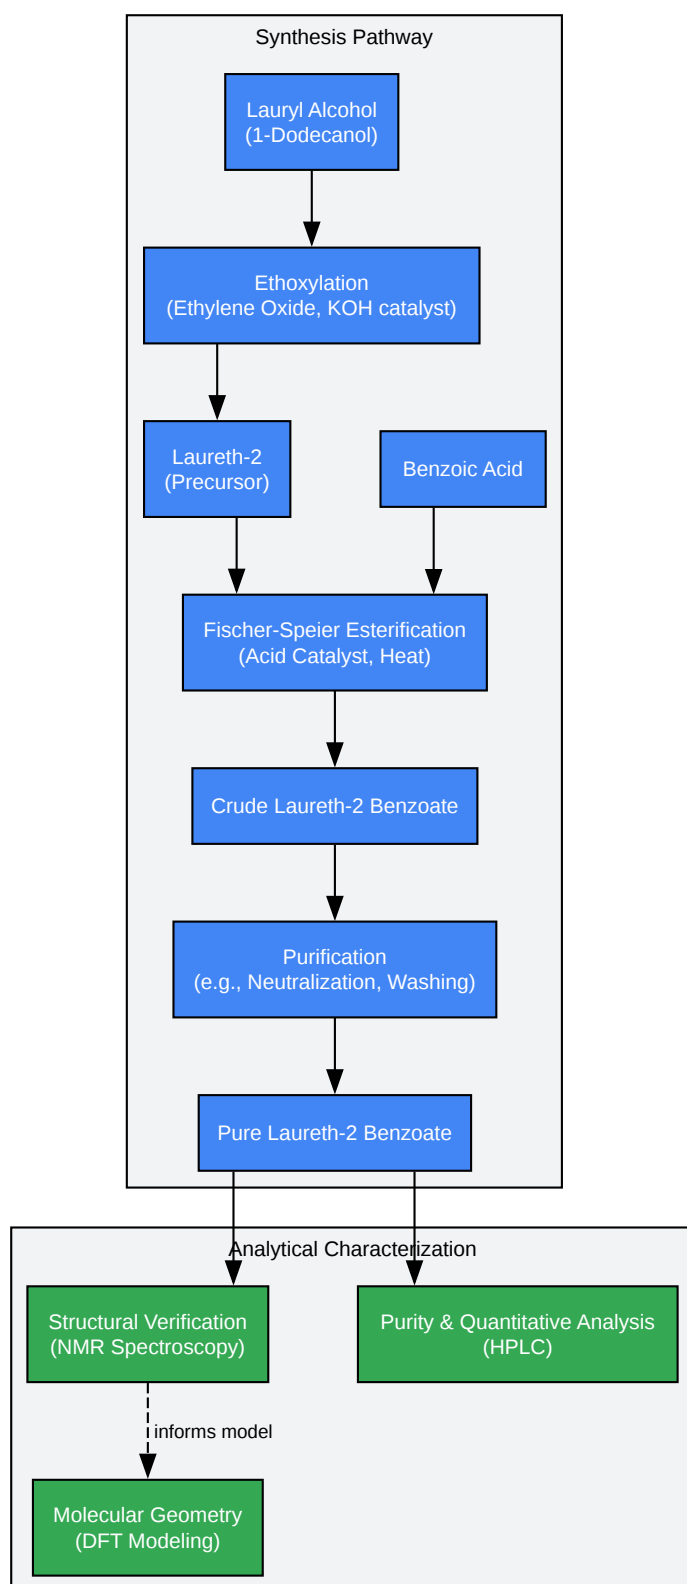 Synthesis Pathway
Lauryl Alcohol
(1-Dodecanol)
Ethoxylation
(Ethylene Oxide, KOH catalyst)
Laureth-2
(Precursor)
Benzoic Acid
Fischer-Speier Esterification
(Acid Catalyst, Heat)
Crude Laureth-2 Benzoate
Purification
(e.g., Neutralization, Washing)
Pure Laureth-2 Benzoate
Analytical Characterization
Structural Verification
(NMR Spectroscopy)
Purity & Quantitative Analysis
(HPLC)
informs model
Molecular Geometry
(DFT Modeling)